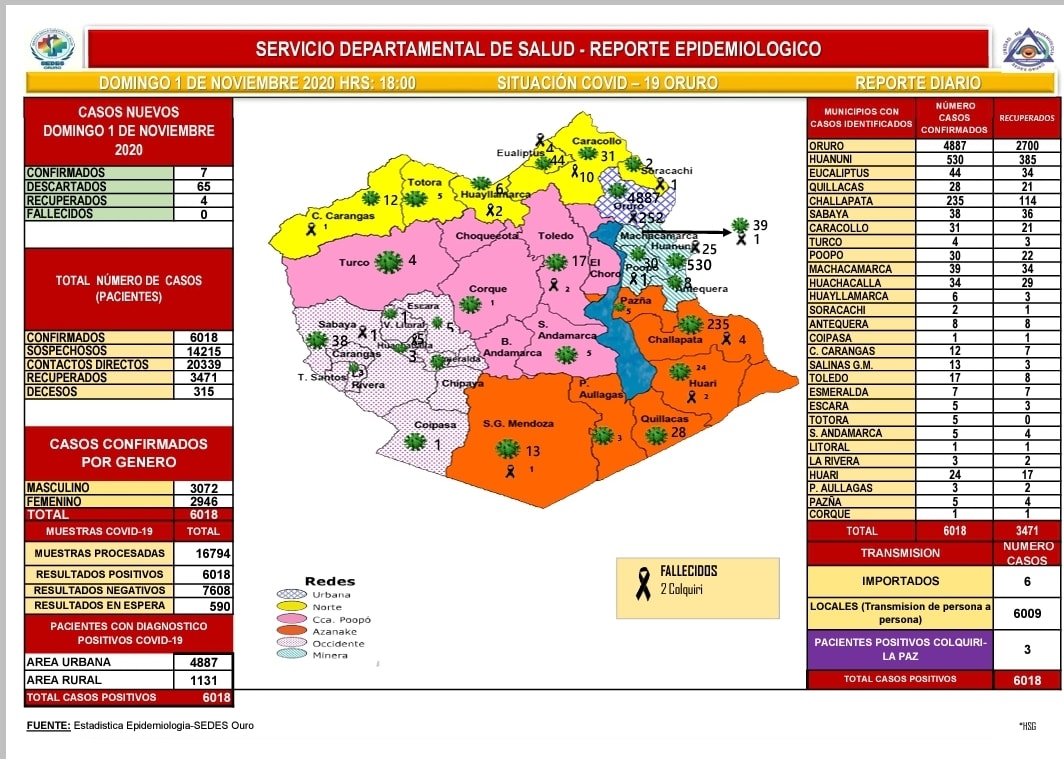 SERVICIO DEPARTAMENTAL DE SALUD - REPORTE EPIDEMIOLOGICO
DOMINGO 1 DE NOVIEMBRE 2020 HRS: 18:00 SITUACIÓN COVID – 19 ORURO REPORTE DIARIO
CASOS NUEVOS
DOMINGO 1 DE NOVIEMBRE
2020
CONFIRMADOS 7
DESCARTADOS 65
RECUPERADOS 4
FALLECIDOS 0
TOTAL NÚMERO DE CASOS
(PACIENTES)
CONFIRMADOS 6018
SOSPECHOSOS 14215
CONTACTOS DIRECTOS 20339
RECUPERADOS 3471
DECESOS 315
CASOS CONFIRMADOS
POR GENERO
MASCULINO 3072
FEMENINO 2946
TOTAL 6018
MUESTRAS COVID-19 TOTAL
MUESTRAS PROCESADAS 16794
RESULTADOS POSITIVOS 6018
RESULTADOS NEGATIVOS 7608
RESULTADOS EN ESPERA 590
PACIENTES CON DIAGNOSTICO
POSITIVOS COVID-19
AREA URBANA 4887
AREA RURAL 1131
TOTAL CASOS POSITIVOS 6018
Caracollo
4
Eualiptus
44
31
2
Soracachi
10
1
Totora
5
6
Huayllamarca
2
12
C. Carangas
1
4887
Oruro
252
39
1
Choquecota
Toledo
17
2
Machacamarca
Huanuni
25
30
530
Poopó
1
8
Antequera
El
Choro
Turco
4
Corque
1
Pazña
5
235
Challapata
4
Escara
1
V. Litoral
5
Sabaya
1
38
Carangas
3
T. Santos
Rivera
Chipaya
S.
Andamarca
5
B.
Andamarca
24
Huari
2
P.
Aullagas
3
Quillacas
28
Coipasa
1
S.G. Mendoza
13
1
Redes
Urbana
Norte
Cca. Poopó
Azanake
Occidente
Minera
FALLECIDOS
2 Colquiri
MUNICIPIOS CON
CASOS IDENTIFICADOS
NÚMERO
CASOS
CONFIRMADOS
RECUPERADOS
ORURO 4887 2700
HUANUNI 530 385
EUCALIPTUS 44 34
QUILLACAS 28 21
CHALLAPATA 235 114
SABAYA 38 36
CARACOLLO 31 21
TURCO 4 3
POOPO 30 22
MACHACAMARCA 39 34
HUACHACALLA 34 29
HUAYLLAMARCA 6 3
SORACACHI 2 1
ANTEQUERA 8 8
COIPASA 1 1
C. CARANGAS 12 7
SALINAS G.M. 13 3
TOLEDO 17 8
ESMERALDA 7 7
ESCARA 5 3
TOTORA 5 0
S. ANDAMARCA 5 4
LITORAL 1 1
LA RIVERA 3 2
HUARI 24 17
P. AULLAGAS 3 2
PAZÑA 5 4
CORQUE 1 1
TOTAL 6018 3471
TRANSMISION NUMERO
CASOS
IMPORTADOS 6
LOCALES (Transmision de persona a
persona) 6009
PACIENTES POSITIVOS COLQUIRI-
LA PAZ 3
TOTAL CASOS POSITIVOS 6018
FUENTE: Estadistica Epidemiologia-SEDES Ouro
*HSG